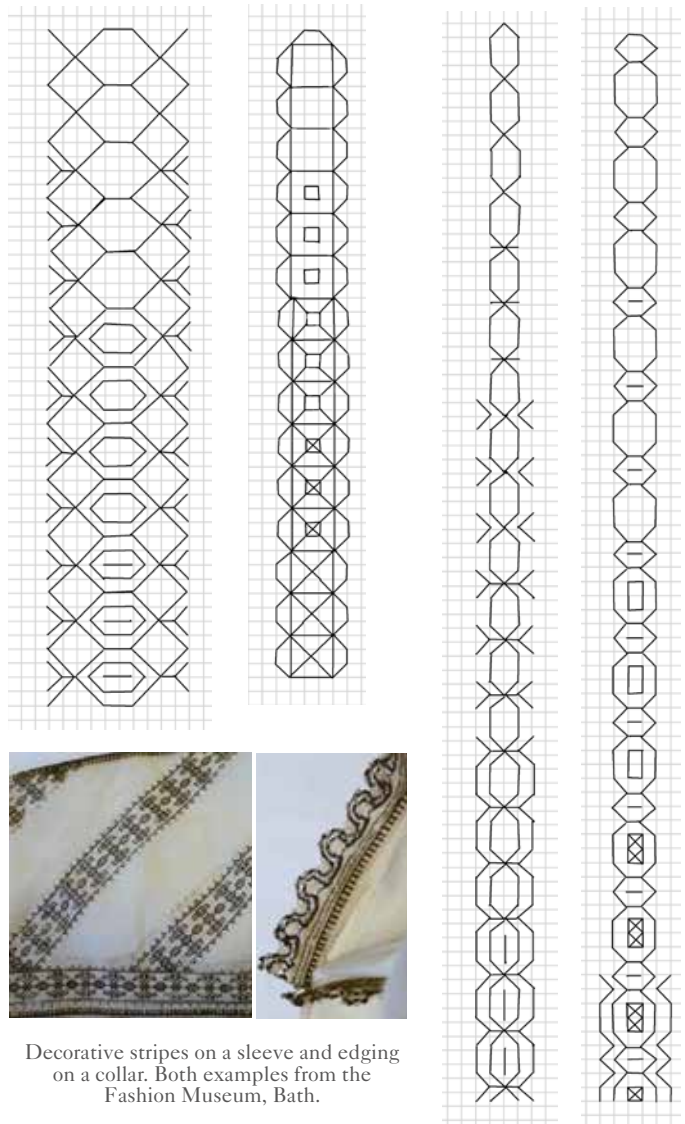 Decorative stripes on a sleeve and edging
on a collar. Both examples from the
Fashion Museum, Bath.